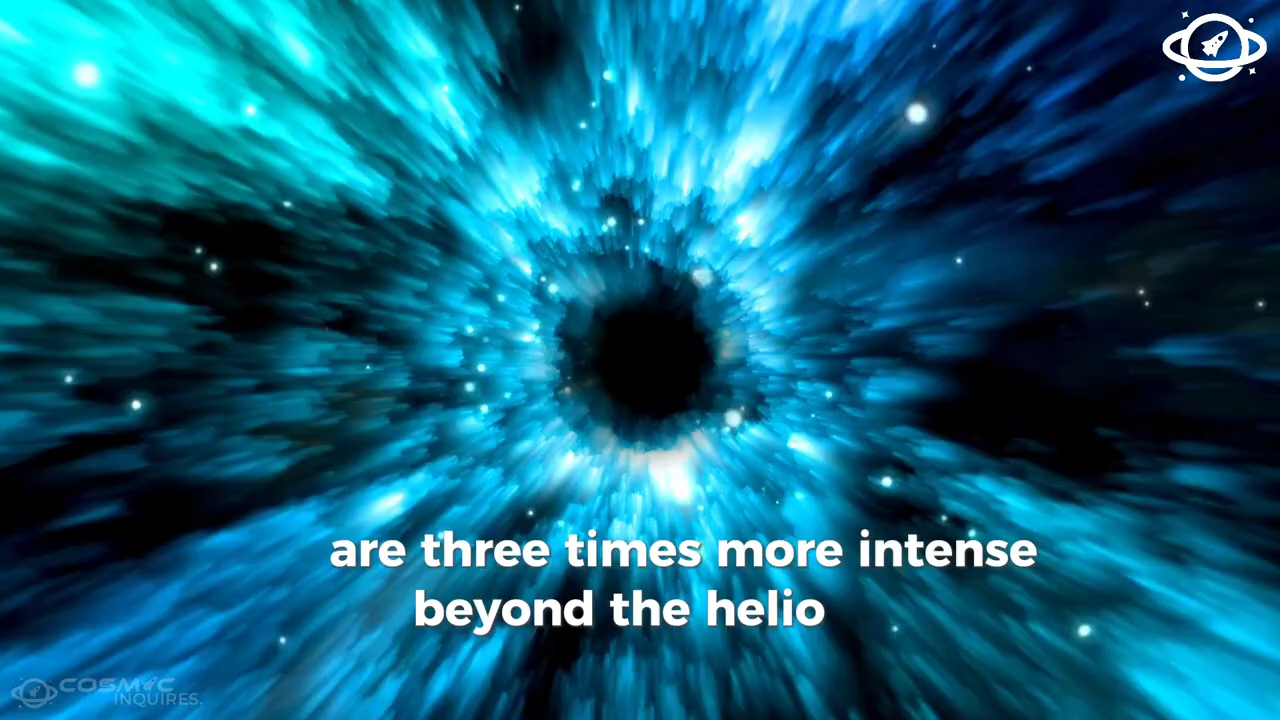 are three times more intense
beyond the helio
COSMIC
INQUIRES.